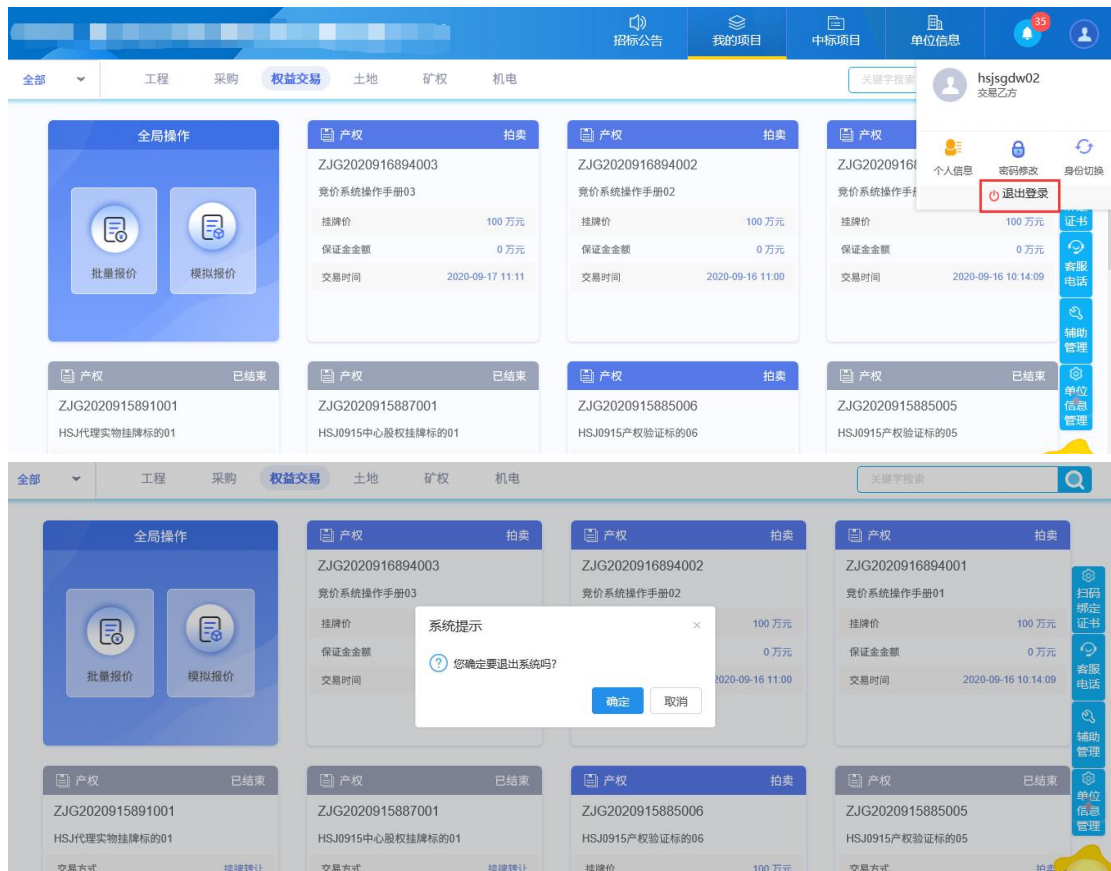 招标公告 我的项目 中标项目 单位信息 35
全部 工程 采购 权益交易 土地 矿权 机电 关键字搜索
hsjsgdw02
交易乙方
个人信息 密码修改 身份切换
退出登录
全局操作
批量报价 模拟报价
产权 拍卖
ZJG2020916894003
竞价系统操作手册03
挂牌价 100 万元
保证金金额 0 万元
交易时间 2020-09-17 11:11
产权 拍卖
ZJG2020916894002
竞价系统操作手册02
挂牌价 100 万元
保证金金额 0 万元
交易时间 2020-09-16 11:00
产权
ZJG2020916
竞价系统操作手
挂牌价 100 万元
保证金金额 0 万元
交易时间 2020-09-16 10:14:09
证书
客服
电话
辅助
管理
单位
信息
管理
产权 已结束
ZJG2020915891001
HSJ代理实物挂牌标的01
产权 已结束
ZJG2020915887001
HSJ0915中心股权挂牌标的01
产权 拍卖
ZJG2020915885006
HSJ0915产权验证标的06
产权 已结束
ZJG2020915885005
HSJ0915产权验证标的05
全部 工程 采购 权益交易 土地 矿权 机电 关键字搜索
全局操作
批量报价 模拟报价
产权 拍卖
ZJG2020916894003
竞价系统操作手册03
挂牌价
保证金金额
交易时间
产权 拍卖
ZJG2020916894002
竞价系统操作手册02
100 万元
0 万元
2020-09-16 11:00
产权 拍卖
ZJG2020916894001
竞价系统操作手册01
挂牌价 100 万元
保证金金额 0 万元
交易时间 2020-09-16 10:14:09
系统提示 ×
? 您确定要退出系统吗?
确定 取消
扫码
绑定
证书
客服
电话
辅助
管理
单位
信息
管理
产权 已结束
ZJG2020915891001
HSJ代理实物挂牌标的01
交易方式 挂牌转让
产权 已结束
ZJG2020915887001
HSJ0915中心股权挂牌标的01
交易方式 挂牌转让
产权 拍卖
ZJG2020915885006
HSJ0915产权验证标的06
挂牌价 100 万元
产权 已结束
ZJG2020915885005
HSJ0915产权验证标的05
交易方式 拍卖